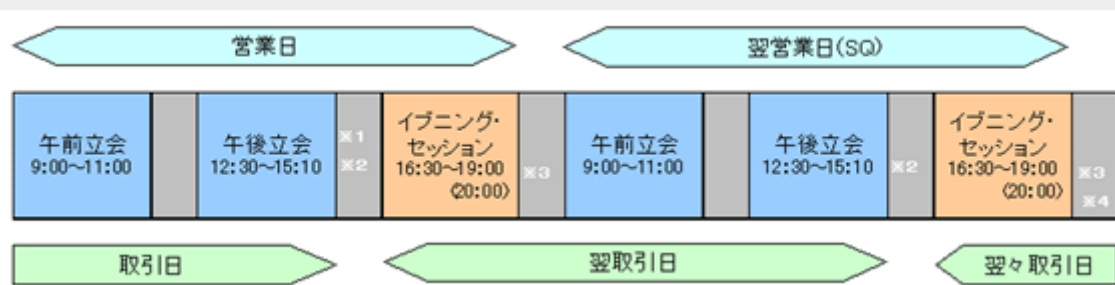 営業日
翌営業日(SQ)
午前立会
9:00～11:00
午後立会
12:30～15:10
※1
※2
イブニング・
セッション
16:30～19:00
(20:00)
※3
午前立会
9:00～11:00
午後立会
12:30～15:10
※2
イブニング・
セッション
16:30～19:00
(20:00)
※3
※4
取引日
翌取引日
翌々取引日